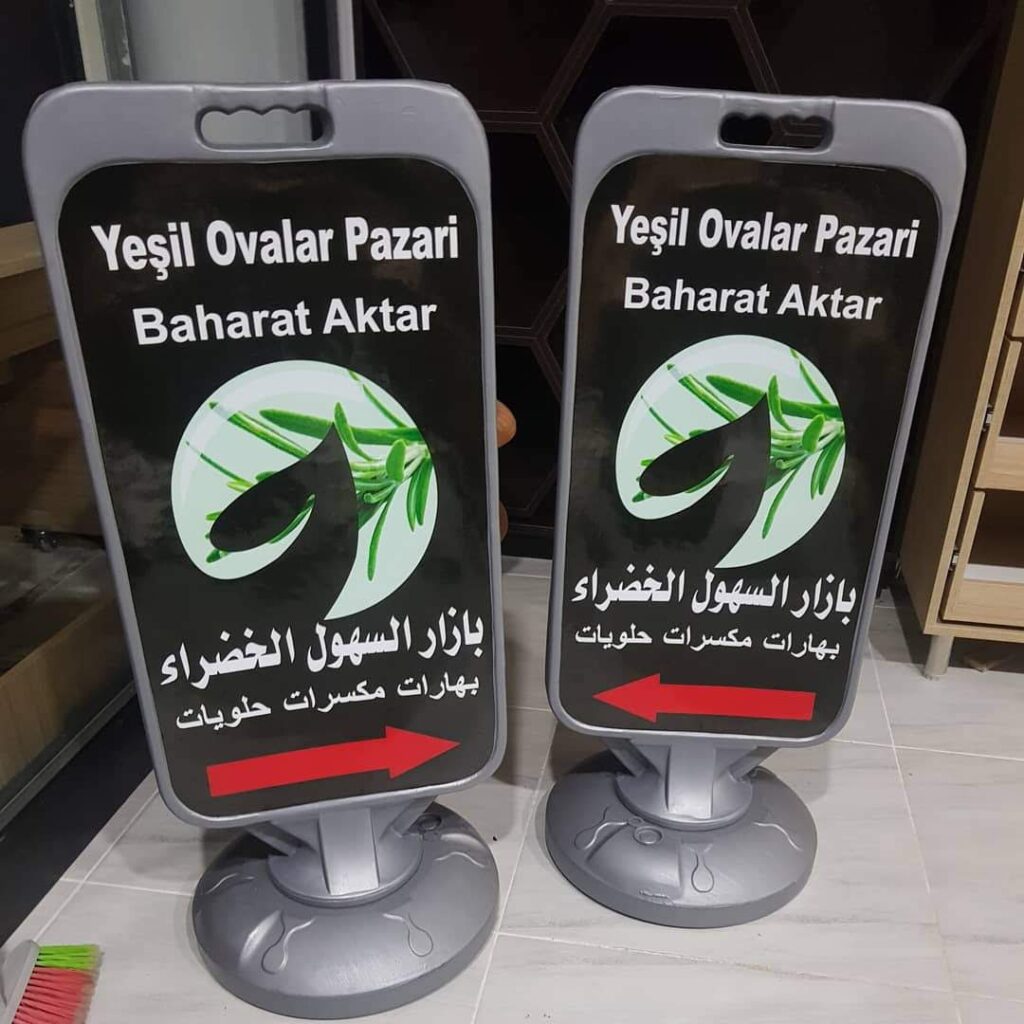 Yeşil Ovalar Pazari
Baharat Aktar
بازار السهول الخضراء
بهارات مكسرات حلويات
Yeşil Ovalar Pazari
Baharat Aktar
بازار السهول الخضراء
بهارات مكسرات حلويات